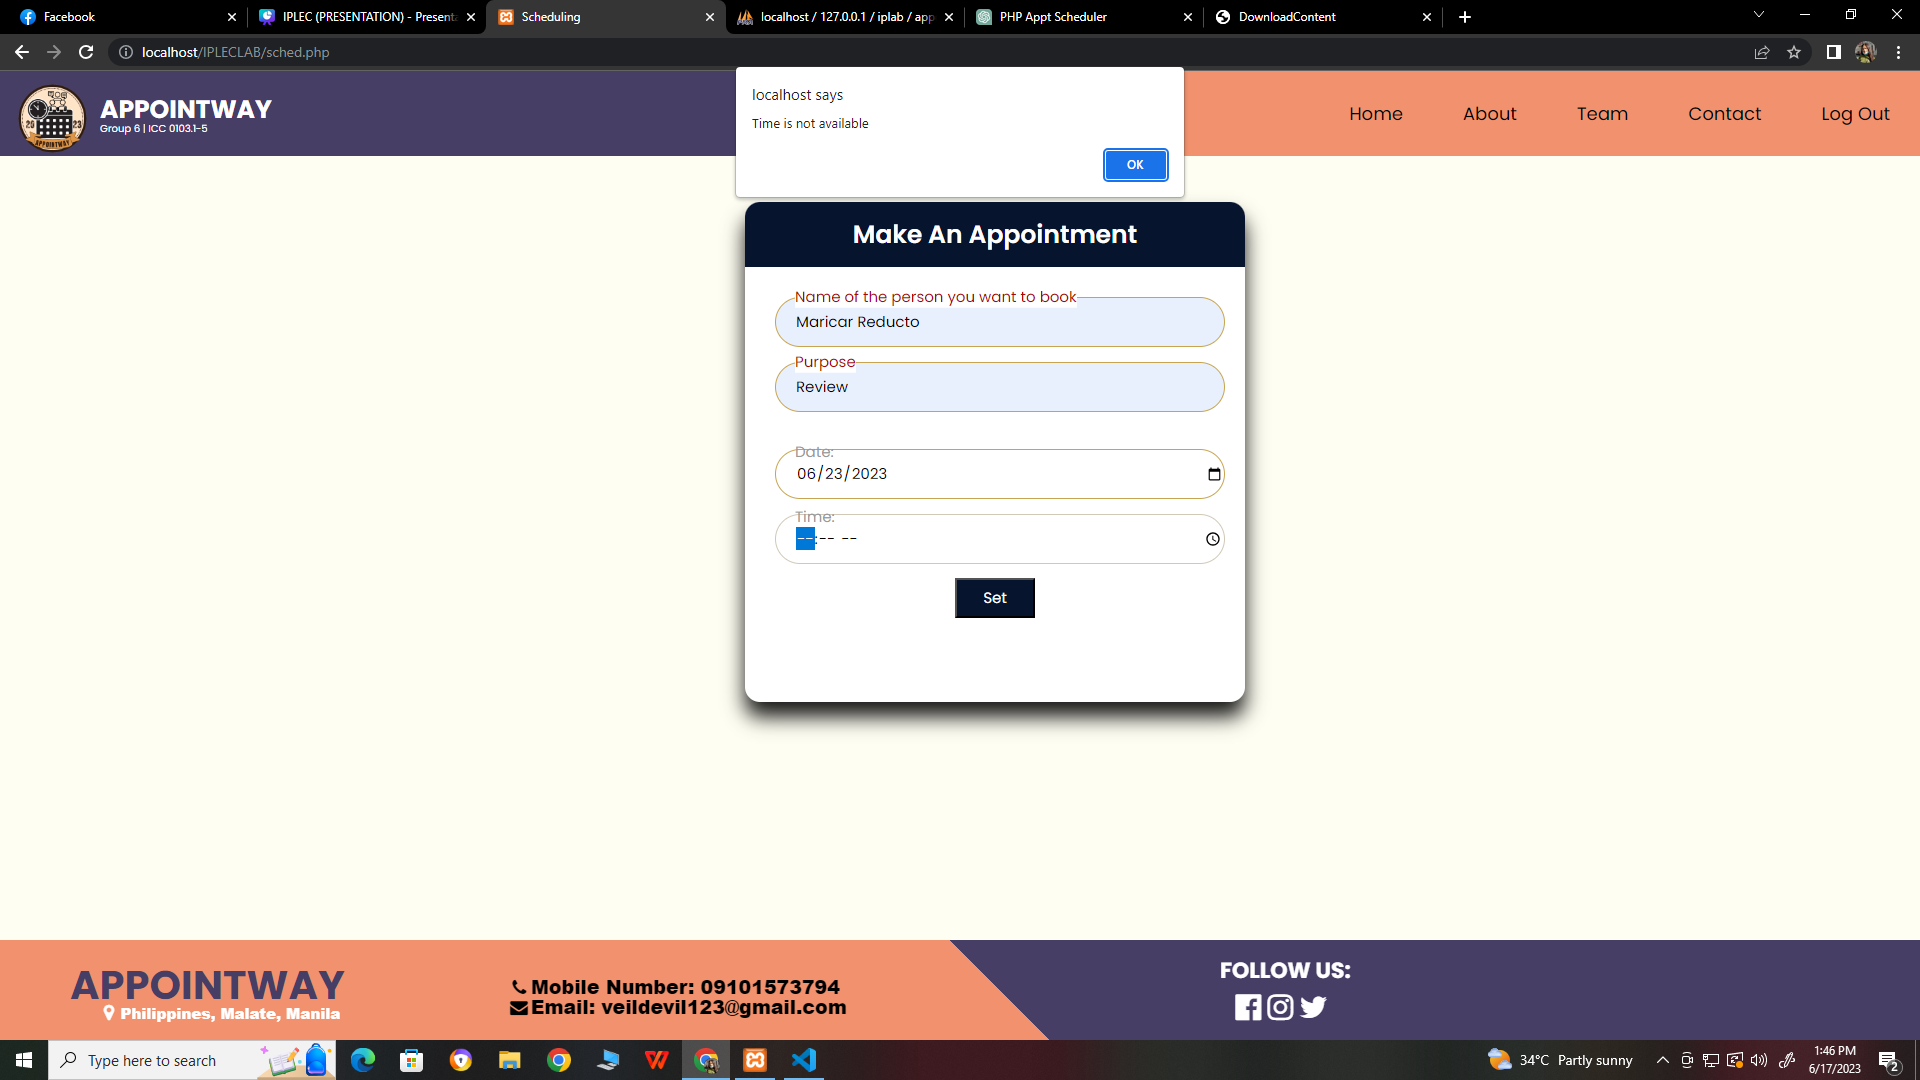 Facebook
IPLEC (PRESENTATION) - Present
Scheduling
localhost / 127.0.0.1 / iplab / app
PHP Appt Scheduler
DownloadContent
localhost/IPLECLAB/sched.php
APPOINTWAY
Group 6 | ICC 0103.1-5
localhost says
Time is not available
OK
Home
About
Team
Contact
Log Out
Make An Appointment
Name of the person you want to book
Maricar Reducto
Purpose
Review
Date:
06/23/2023
Time:
--:-- --
Set
APPOINTWAY
Philippines, Malate, Manila
Mobile Number: 09101573794
Email: veildevil123@gmail.com
FOLLOW US:
Type here to search
34°C Partly sunny
1:46 PM
6/17/2023
2